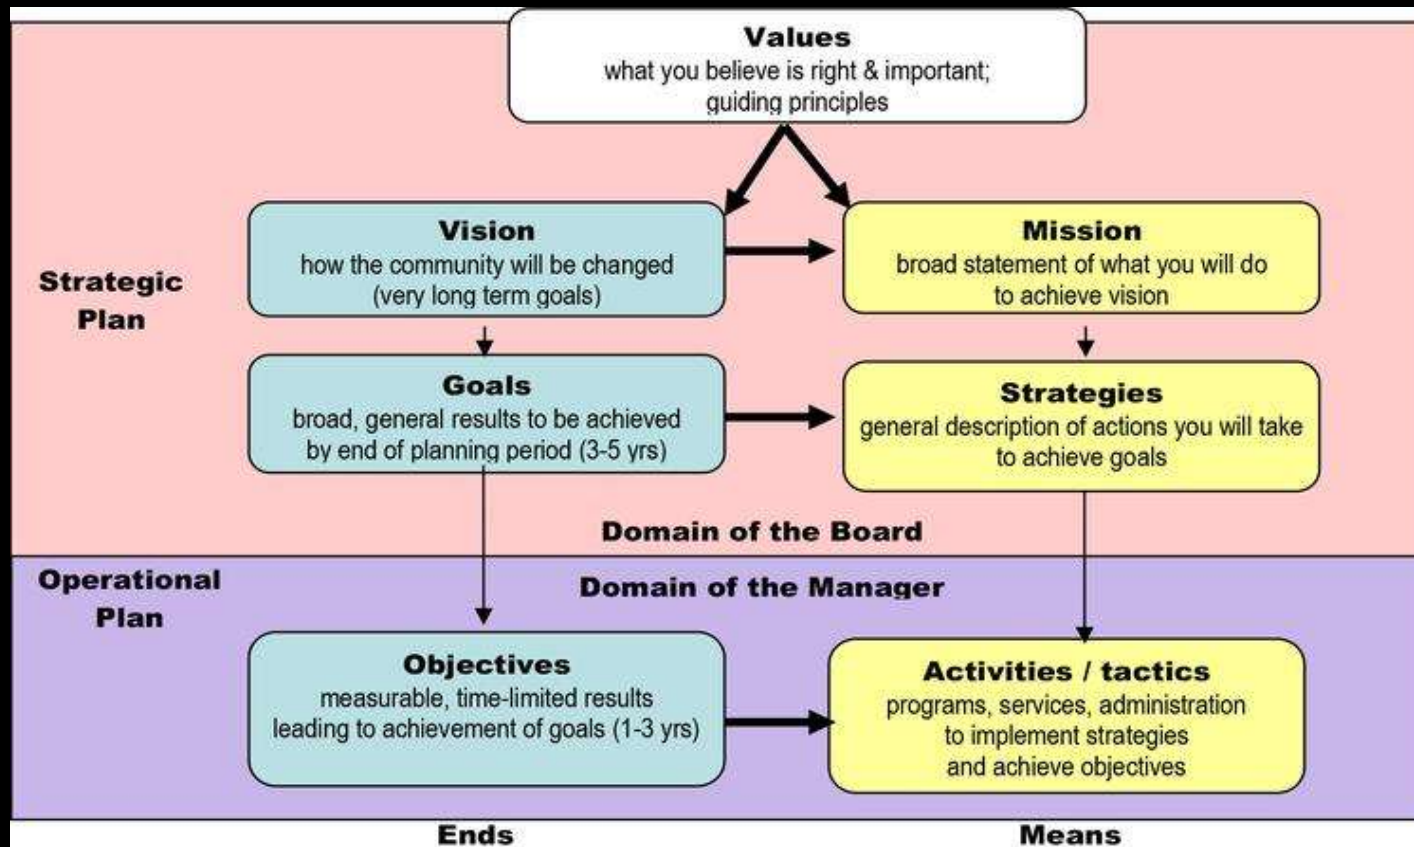 Values
what you believe is right & important;
guiding principles
Vision
how the community will be changed
(very long term goals)
Mission
broad statement of what you will do
to achieve vision
Strategic
Plan
Goals
broad, general results to be achieved
by end of planning period (3-5 yrs)
Strategies
general description of actions you will take
to achieve goals
Domain of the Board
Operational
Plan
Domain of the Manager
Objectives
measurable, time-limited results
leading to achievement of goals (1-3 yrs)
Activities / tactics
programs, services, administration
to implement strategies
and achieve objectives
Ends
Means